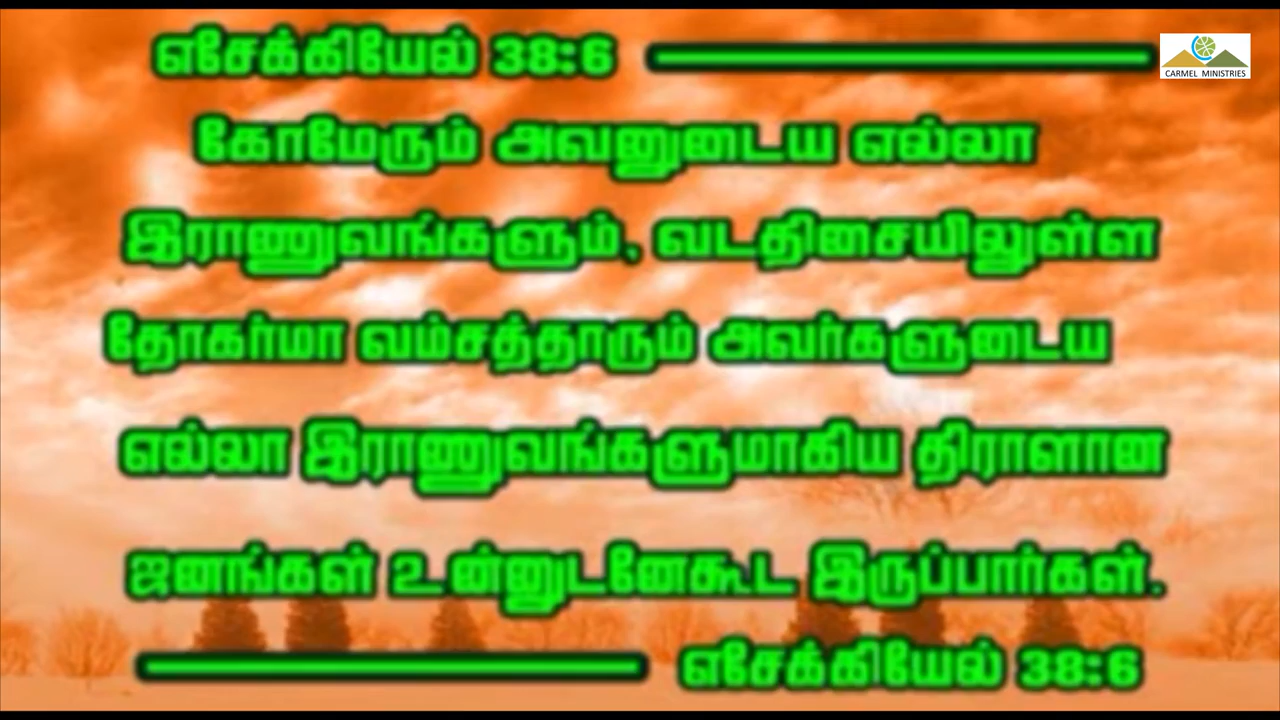 எசேக்கியேல் 38:6
CARMEL MINISTRIES
கோமேரும் அவனுடைய எல்லா
இராணுவங்களும், வடதிசையிலுள்ள
தோகர்மா வம்சத்தாரும் அவர்களுடைய
எல்லா இராணுவங்களுமாகிய திராளான
ஜனங்கள் உன்னுடனேகூட இருப்பார்கள்.
எசேக்கியேல் 38:6